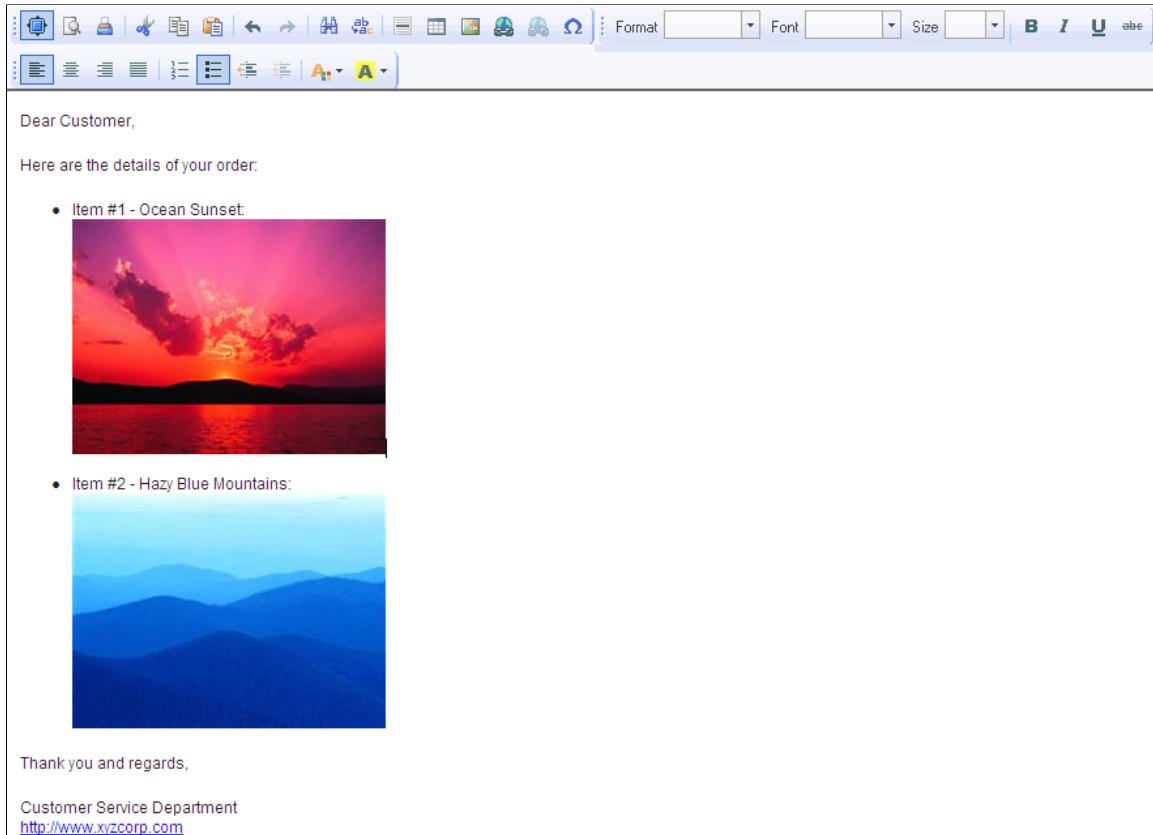 Format Font Size B I U abc
A A
Dear Customer,
Here are the details of your order:
Item #1 - Ocean Sunset:
Item #2 - Hazy Blue Mountains:
Thank you and regards,
Customer Service Department
http://www.xyzcorp.com